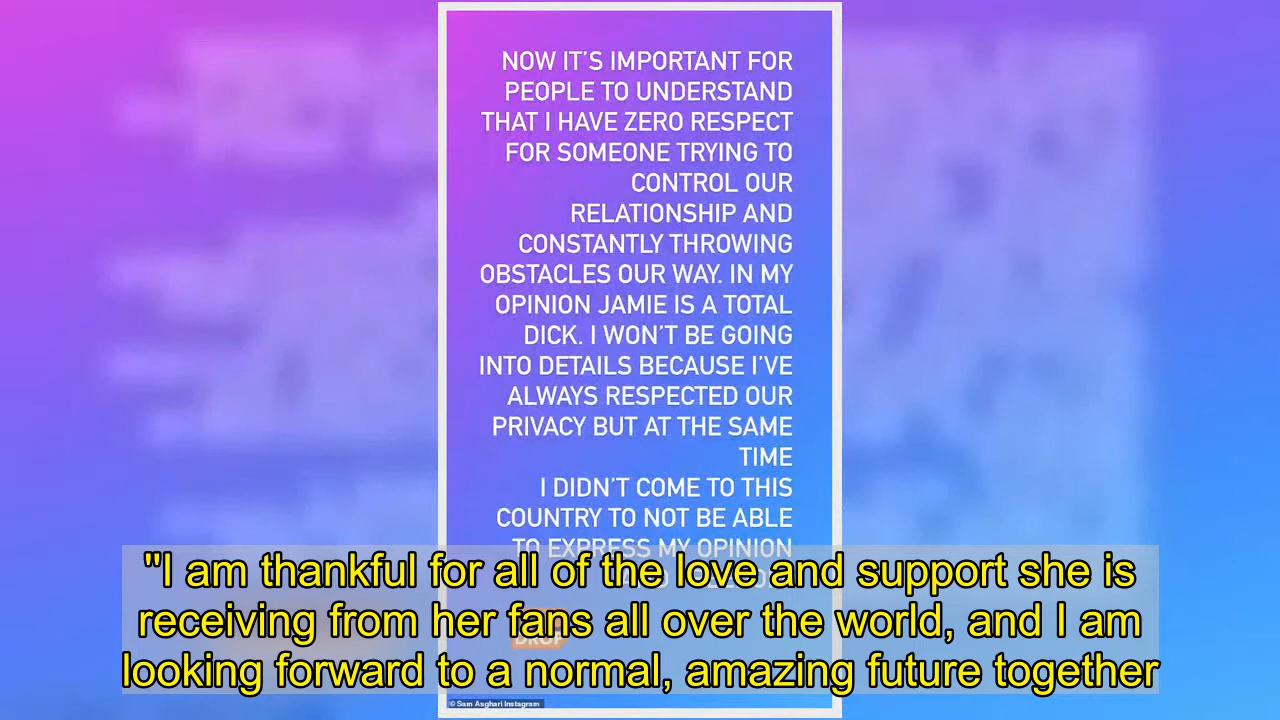 NOW IT'S IMPORTANT FOR
PEOPLE TO UNDERSTAND
THAT I HAVE ZERO RESPECT
FOR SOMEONE TRYING TO
CONTROL OUR
RELATIONSHIP AND
CONSTANTLY THROWING
OBSTACLES OUR WAY. IN MY
OPINION JAMIE IS A TOTAL
DICK. I WON'T BE GOING
INTO DETAILS BECAUSE I'VE
ALWAYS RESPECTED OUR
PRIVACY BUT AT THE SAME
TIME
I DIDN'T COME TO THIS
COUNTRY TO NOT BE ABLE
TO EXPRESS MY OPINION
"I am thankful for all of the love and support she is
receiving from her fans all over the world, and I am
DROP
looking forward to a normal, amazing future together
© Sam Asghari Instagram